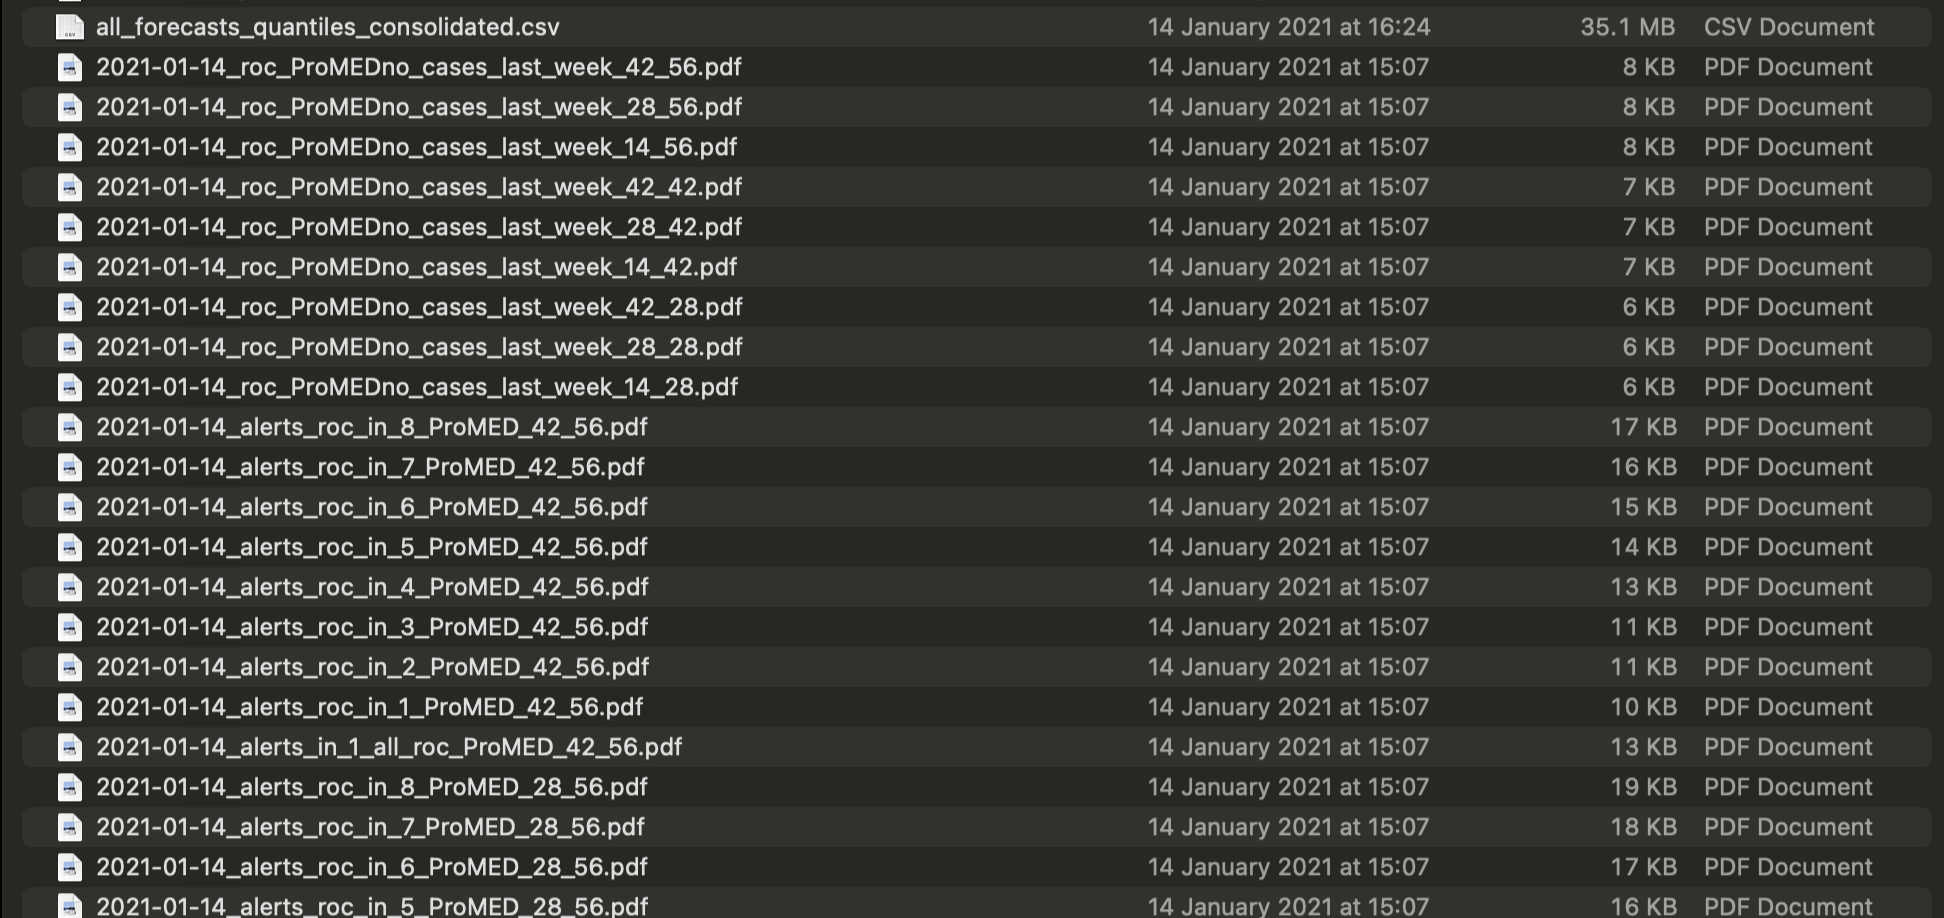 all_forecasts_quantiles_consolidated.csv 14 January 2021 at 16:24 35.1 MB CSV Document
2021-01-14_roc_ProMEDno_cases_last_week_42_56.pdf 14 January 2021 at 15:07 8 KB PDF Document
2021-01-14_roc_ProMEDno_cases_last_week_28_56.pdf 14 January 2021 at 15:07 8 KB PDF Document
2021-01-14_roc_ProMEDno_cases_last_week_14_56.pdf 14 January 2021 at 15:07 8 KB PDF Document
2021-01-14_roc_ProMEDno_cases_last_week_42_42.pdf 14 January 2021 at 15:07 7 KB PDF Document
2021-01-14_roc_ProMEDno_cases_last_week_28_42.pdf 14 January 2021 at 15:07 7 KB PDF Document
2021-01-14_roc_ProMEDno_cases_last_week_14_42.pdf 14 January 2021 at 15:07 7 KB PDF Document
2021-01-14_roc_ProMEDno_cases_last_week_42_28.pdf 14 January 2021 at 15:07 6 KB PDF Document
2021-01-14_roc_ProMEDno_cases_last_week_28_28.pdf 14 January 2021 at 15:07 6 KB PDF Document
2021-01-14_roc_ProMEDno_cases_last_week_14_28.pdf 14 January 2021 at 15:07 6 KB PDF Document
2021-01-14_alerts_roc_in_8_ProMED_42_56.pdf 14 January 2021 at 15:07 17 KB PDF Document
2021-01-14_alerts_roc_in_7_ProMED_42_56.pdf 14 January 2021 at 15:07 16 KB PDF Document
2021-01-14_alerts_roc_in_6_ProMED_42_56.pdf 14 January 2021 at 15:07 15 KB PDF Document
2021-01-14_alerts_roc_in_5_ProMED_42_56.pdf 14 January 2021 at 15:07 14 KB PDF Document
2021-01-14_alerts_roc_in_4_ProMED_42_56.pdf 14 January 2021 at 15:07 13 KB PDF Document
2021-01-14_alerts_roc_in_3_ProMED_42_56.pdf 14 January 2021 at 15:07 11 KB PDF Document
2021-01-14_alerts_roc_in_2_ProMED_42_56.pdf 14 January 2021 at 15:07 11 KB PDF Document
2021-01-14_alerts_roc_in_1_ProMED_42_56.pdf 14 January 2021 at 15:07 10 KB PDF Document
2021-01-14_alerts_in_1_all_roc_ProMED_42_56.pdf 14 January 2021 at 15:07 13 KB PDF Document
2021-01-14_alerts_roc_in_8_ProMED_28_56.pdf 14 January 2021 at 15:07 19 KB PDF Document
2021-01-14_alerts_roc_in_7_ProMED_28_56.pdf 14 January 2021 at 15:07 18 KB PDF Document
2021-01-14_alerts_roc_in_6_ProMED_28_56.pdf 14 January 2021 at 15:07 17 KB PDF Document
2021-01-14_alerts_roc_in_5_ProMED_28_56.pdf 14 January 2021 at 15:07 16 KB PDF Document